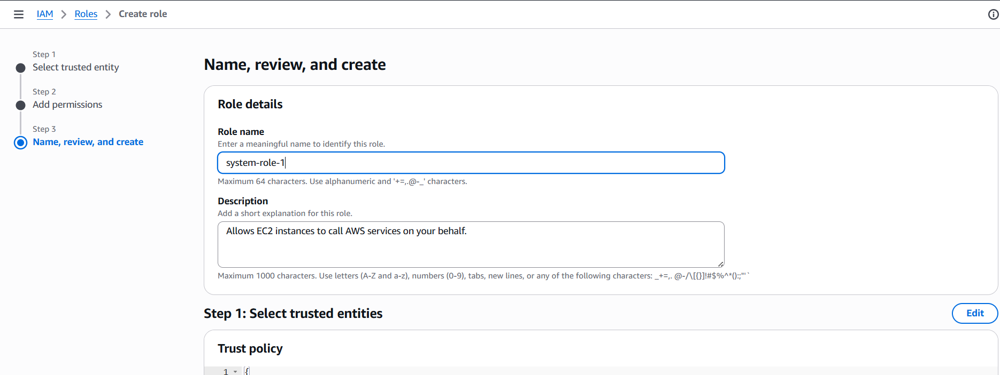 IAM > Roles > Create role
Step 1
Select trusted entity
Step 2
Add permissions
Step 3
Name, review, and create
Name, review, and create
Role details
Role name
Enter a meaningful name to identify this role.
system-role-1
Maximum 64 characters. Use alphanumeric and '+=,.@-_' characters.
Description
Add a short explanation for this role.
Allows EC2 instances to call AWS services on your behalf.
Maximum 1000 characters. Use letters (A-Z and a-z), numbers (0-9), tabs, new lines, or any of the following characters: _+=,. @-/\[{}]!#$%^*();:"'`
Step 1: Select trusted entities
Edit
Trust policy
1 {